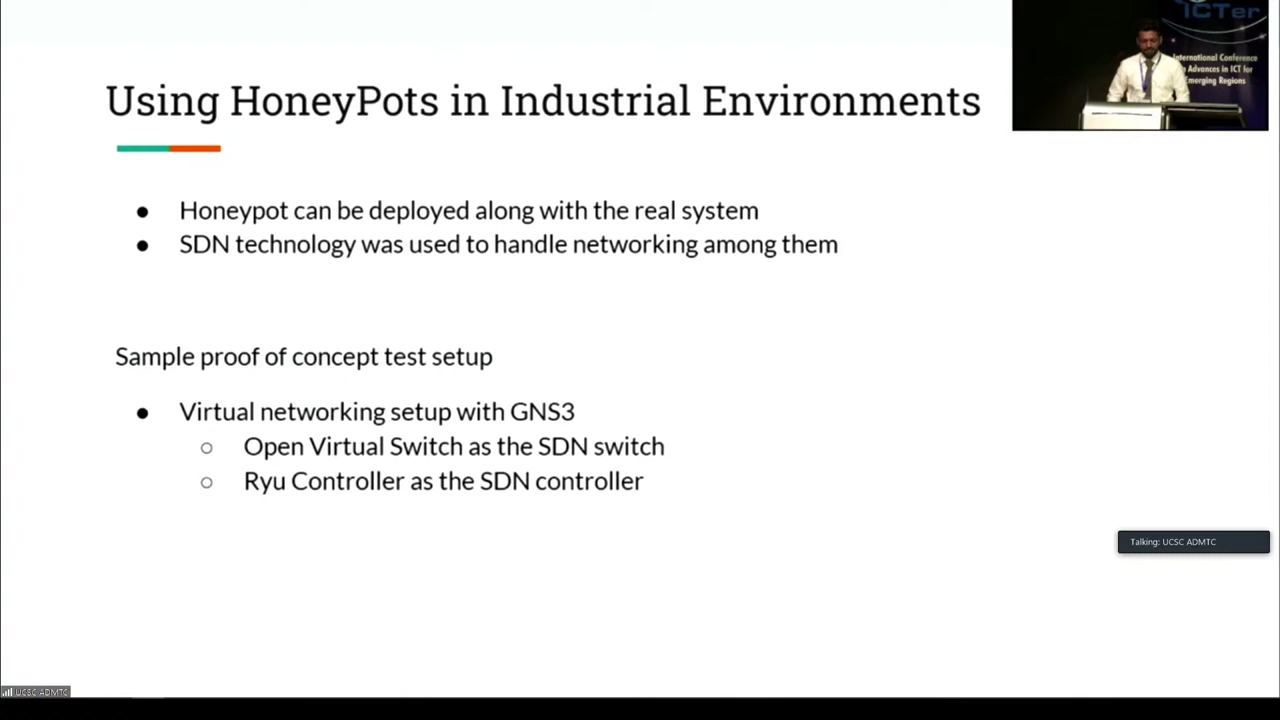 Using HoneyPots in Industrial Environments
ICTer
International Conference
Advances in ICT for
Emerging Regions
● Honeypot can be deployed along with the real system
● SDN technology was used to handle networking among them
Sample proof of concept test setup
● Virtual networking setup with GNS3
○ Open Virtual Switch as the SDN switch
○ Ryu Controller as the SDN controller
Talking: UCSC ADMTC
UCSC ADMTC